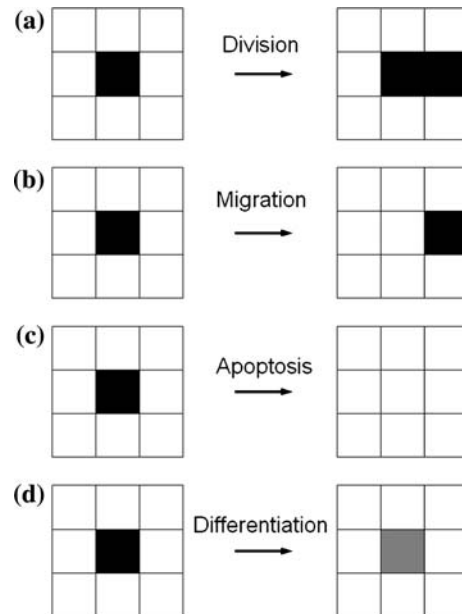 (a)
Division
(b)
Migration
(c)
Apoptosis
(d)
Differentiation